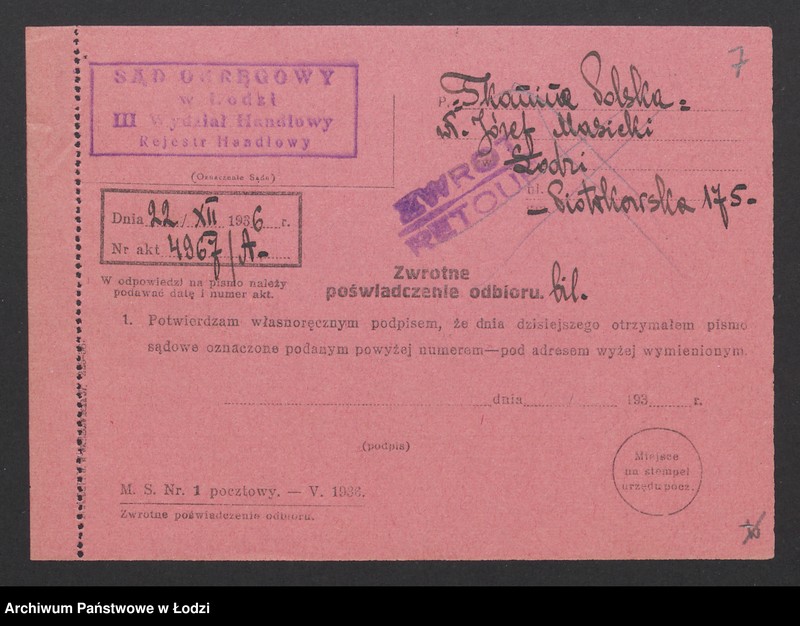 7
SĄD OKRĘGOWY
w Łodzi
III Wydział Handlowy
Rejestr Handlowy
(Oznaczenie Sądu)
P. "Tkanina Polska"
wł. Józef Masicki
Łodzi
ul.
Piotrkowska 175-
ZWROT
RETOUR
Dnia 22/XII 1936 r.
Nr akt 4967/A-
W odpowiedzi na pismo należy
podawać datę i numer akt.
Zwrotne
poświadczenie odbioru. bil.
1. Potwierdzam własnoręcznym podpisem, że dnia dzisiejszego otrzymałem pismo
sądowe oznaczone podanym powyżej numerem—pod adresem wyżej wymienionym.
dnia / 193 r.
(podpis)
Miejsce
na stempel
urzędu pocz.
M. S. Nr. 1 pocztowy. — V. 1936.
Zwrotne poświadczenie odbioru.
Archiwum Państwowe w Łodzi